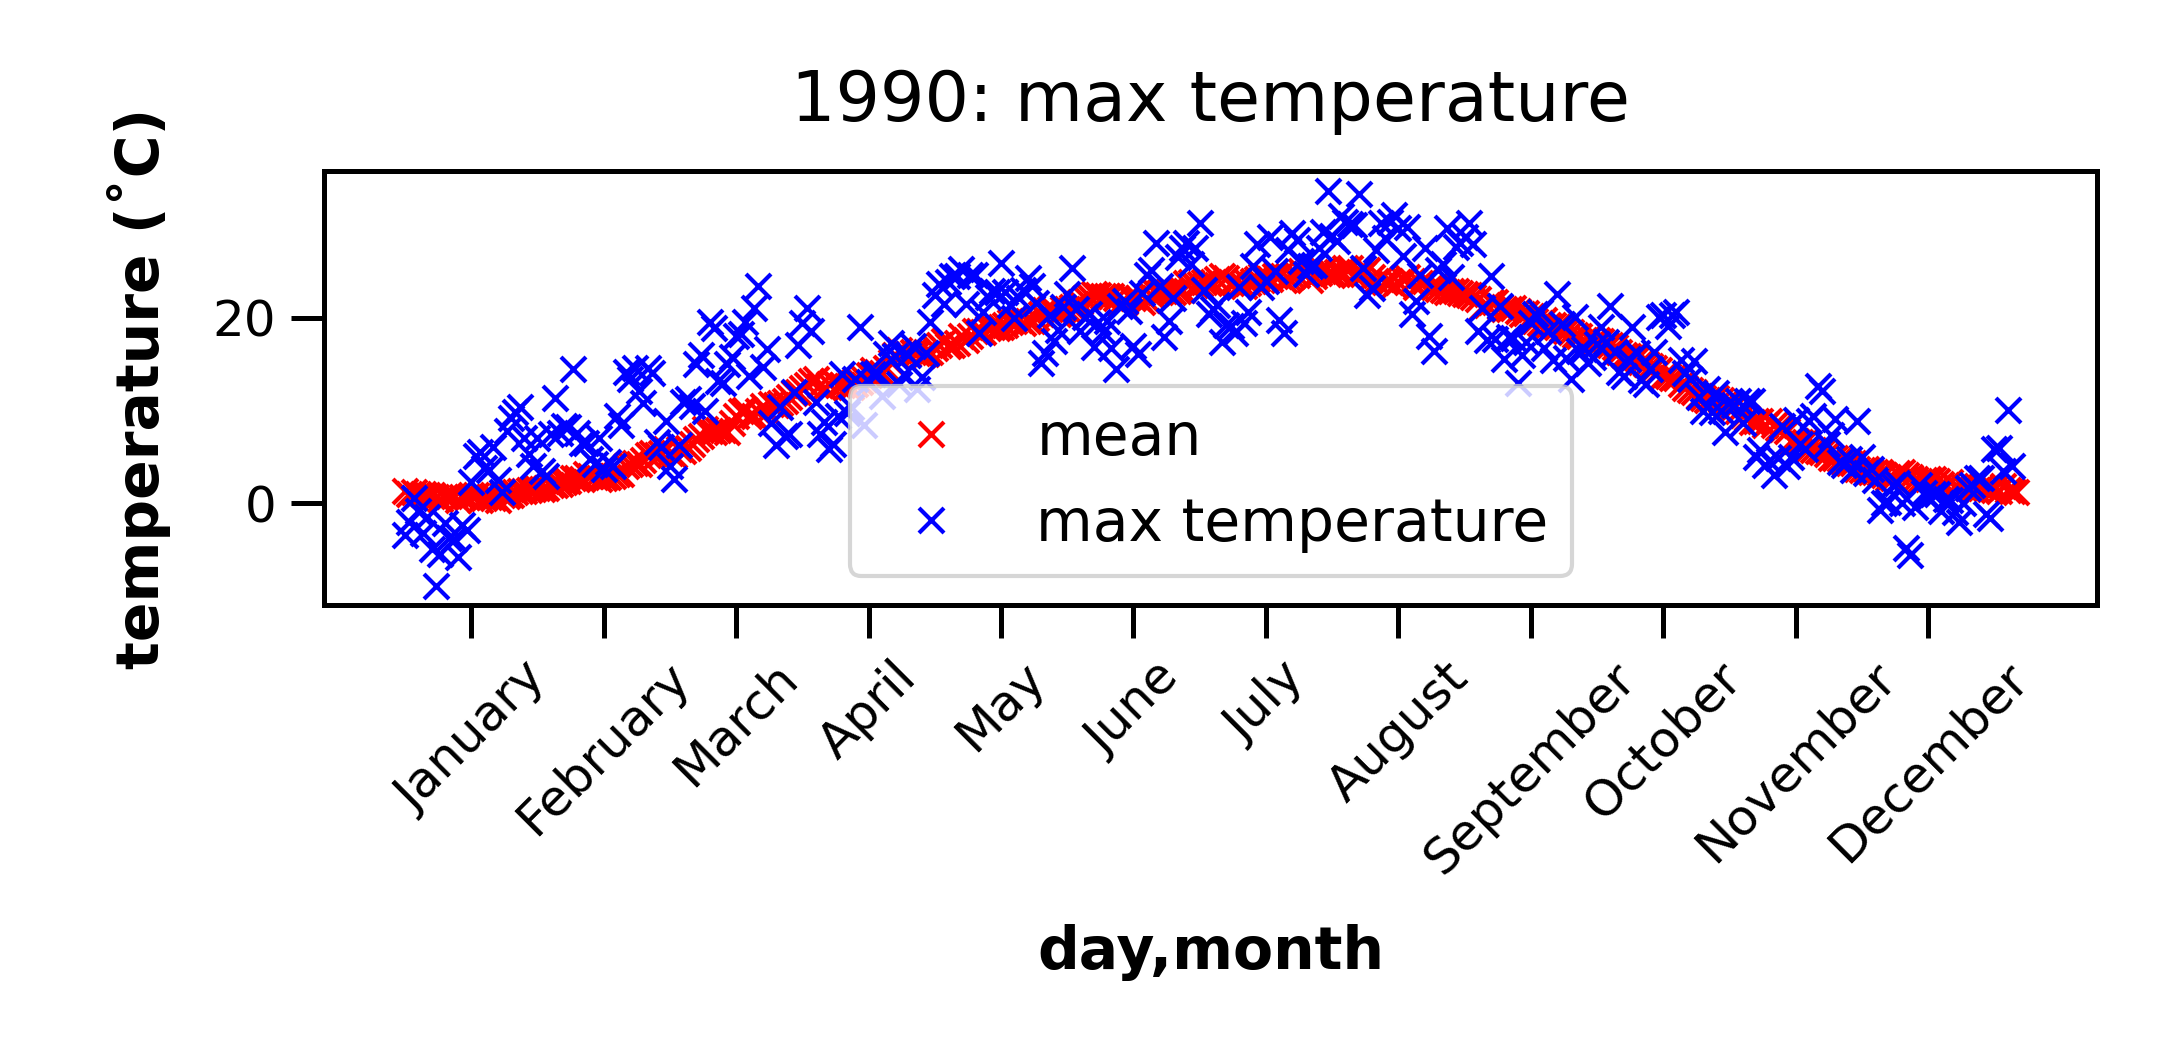 1990: max temperature
temperature (°C)
20
0
mean
max temperature
January
February
March
April
May
June
July
August
September
October
November
December
day,month